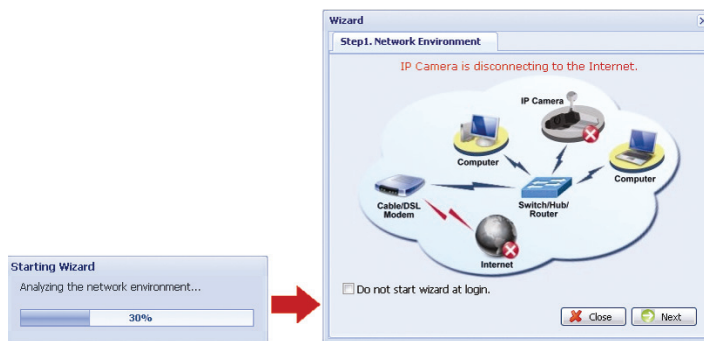 Starting Wizard
Analyzing the network environment...
30%
Wizard
Step1. Network Environment
IP Camera is disconnecting to the Internet.
IP Camera
Computer
Computer
Cable/DSL
Modem
Switch/Hub/
Router
Internet
Do not start wizard at login.
Close
Next